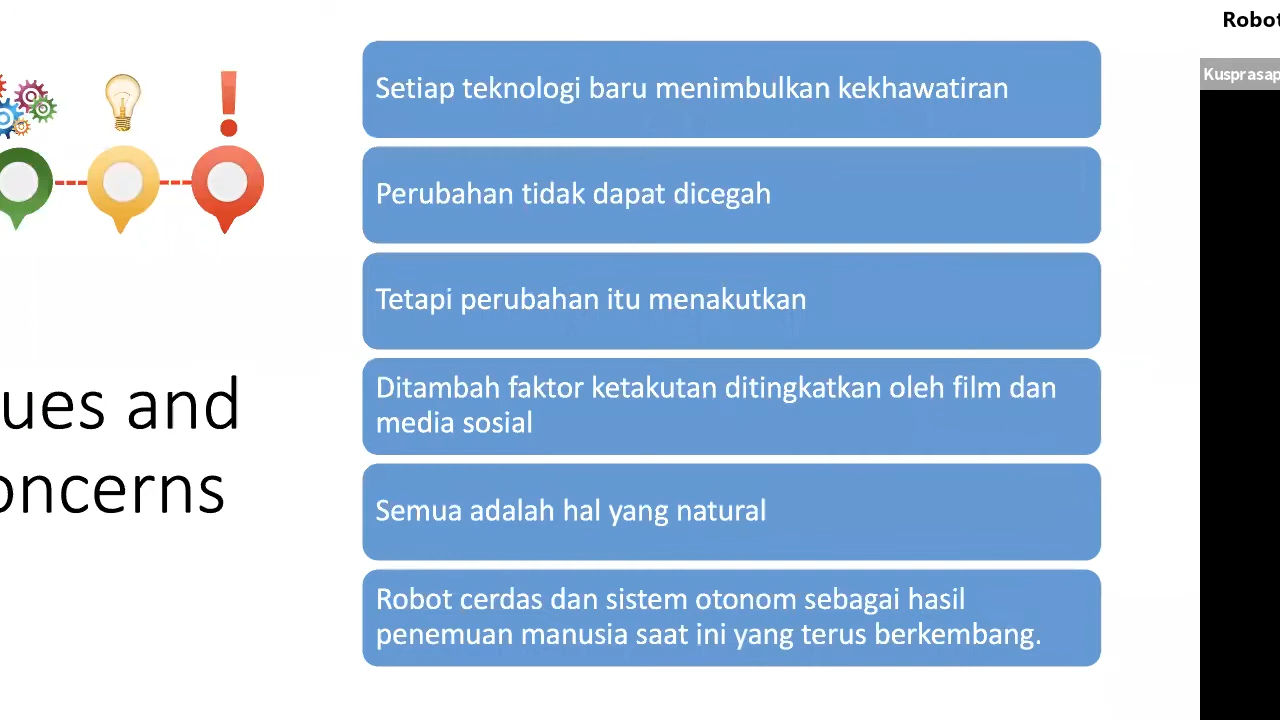 ues and
oncerns
Setiap teknologi baru menimbulkan kekhawatiran
Perubahan tidak dapat dicegah
Tetapi perubahan itu menakutkan
Ditambah faktor ketakutan ditingkatkan oleh film dan
media sosial
Semua adalah hal yang natural
Robot cerdas dan sistem otonom sebagai hasil
penemuan manusia saat ini yang terus berkembang.
Robot
Kusprasap